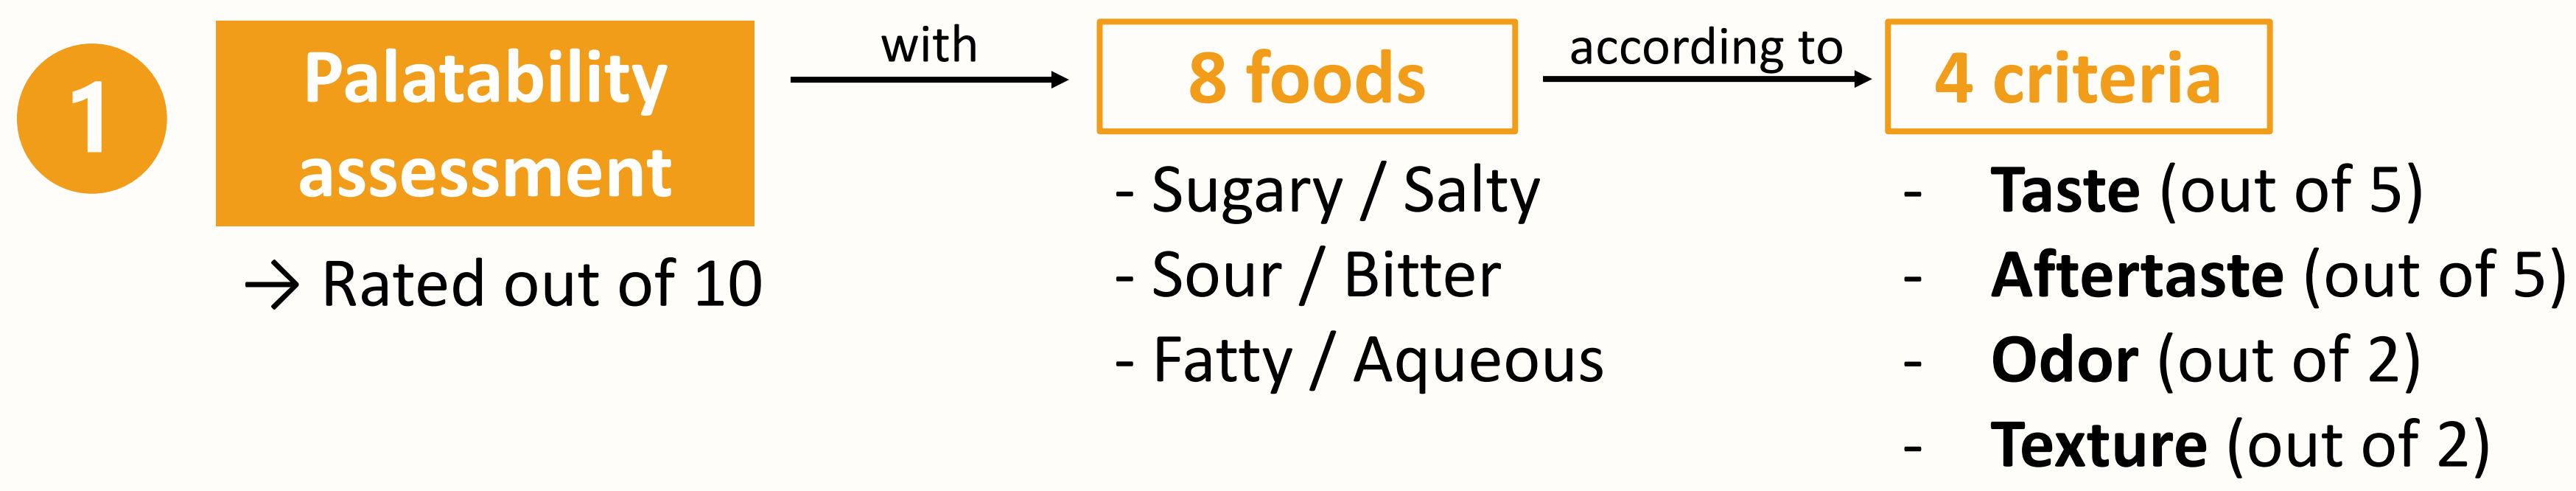 1
Palatability
assessment
→ Rated out of 10
with
8 foods
- Sugary / Salty
- Sour / Bitter
- Fatty / Aqueous
according to
4 criteria
- Taste (out of 5)
- Aftertaste (out of 5)
- Odor (out of 2)
- Texture (out of 2)